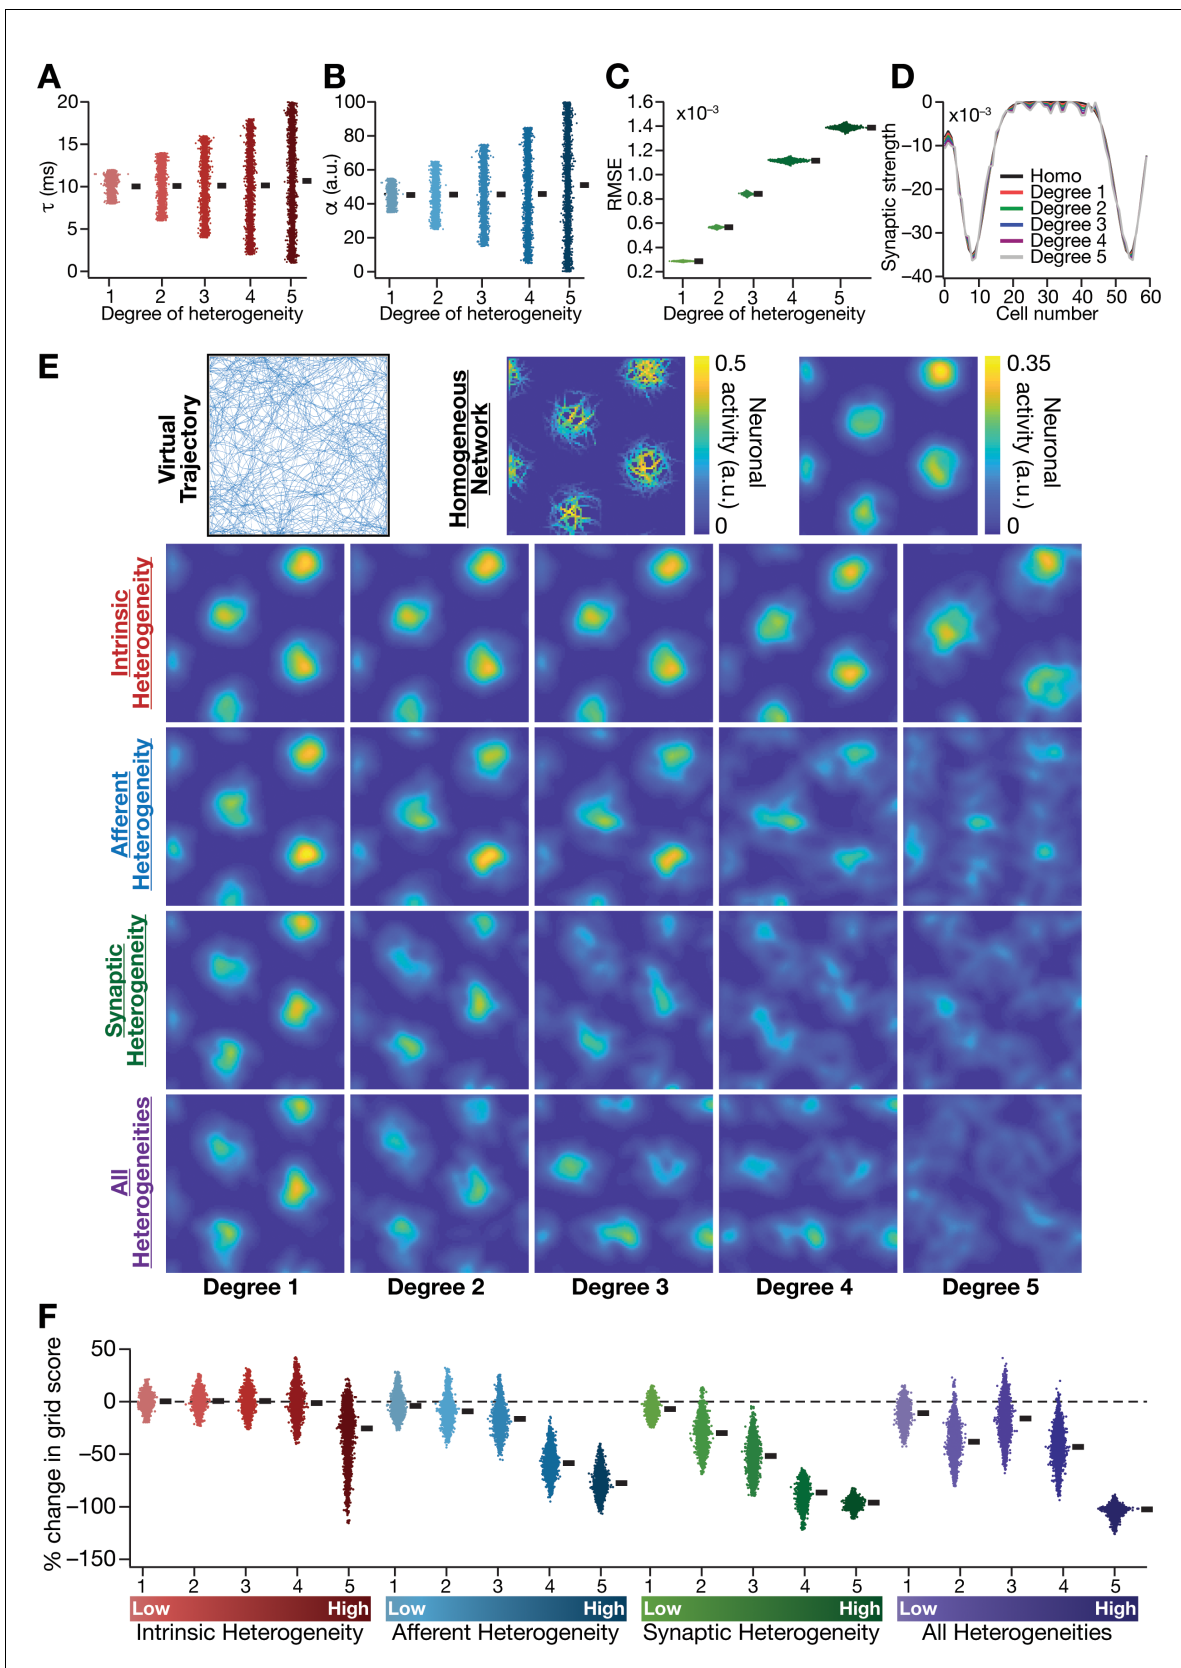 A
B
C
D
20
15
10
5
0
τ (ms)
1 2 3 4 5
Degree of heterogeneity
100
80
60
40
20
0
α (a.u.)
1 2 3 4 5
Degree of heterogeneity
1.6
1.4
1.2
1.0
0.8
0.6
0.4
0.2
x10⁻³
RMSE
1 2 3 4 5
Degree of heterogeneity
0
−10
−20
−30
−40
x10⁻³
Synaptic strength
Homo
Degree 1
Degree 2
Degree 3
Degree 4
Degree 5
0 10 20 30 40 50 60
Cell number
E
Virtual
Trajectory
Homogeneous
Network
0.5
0
Neuronal
activity (a.u.)
0.35
0
Neuronal
activity (a.u.)
Intrinsic
Heterogeneity
Afferent
Heterogeneity
Synaptic
Heterogeneity
All
Heterogeneities
Degree 1 Degree 2 Degree 3 Degree 4 Degree 5
F
50
0
−50
−100
−150
% change in grid score
1 2 3 4 5 1 2 3 4 5 1 2 3 4 5 1 2 3 4 5
Low High Low High Low High Low High
Intrinsic Heterogeneity Afferent Heterogeneity Synaptic Heterogeneity All Heterogeneities